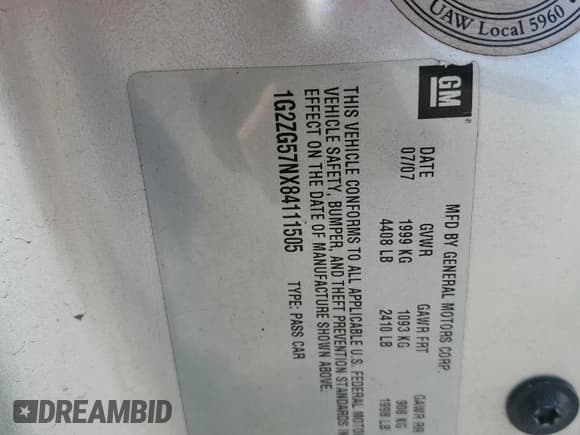 UAW Local 5960
GM
MFD BY GENERAL MOTORS CORP.
DATE GVWR GAWR FRT GAWR RR
07/07 1999 KG 1093 KG 906 KG
4408 LB 2410 LB 1998 LB
THIS VEHICLE CONFORMS TO ALL APPLICABLE U.S. FEDERAL MOTOR
VEHICLE SAFETY, BUMPER, AND THEFT PREVENTION STANDARDS IN
EFFECT ON THE DATE OF MANUFACTURE SHOWN ABOVE.
1G2ZG57NX84111505 TYPE: PASS CAR
DREAMBID